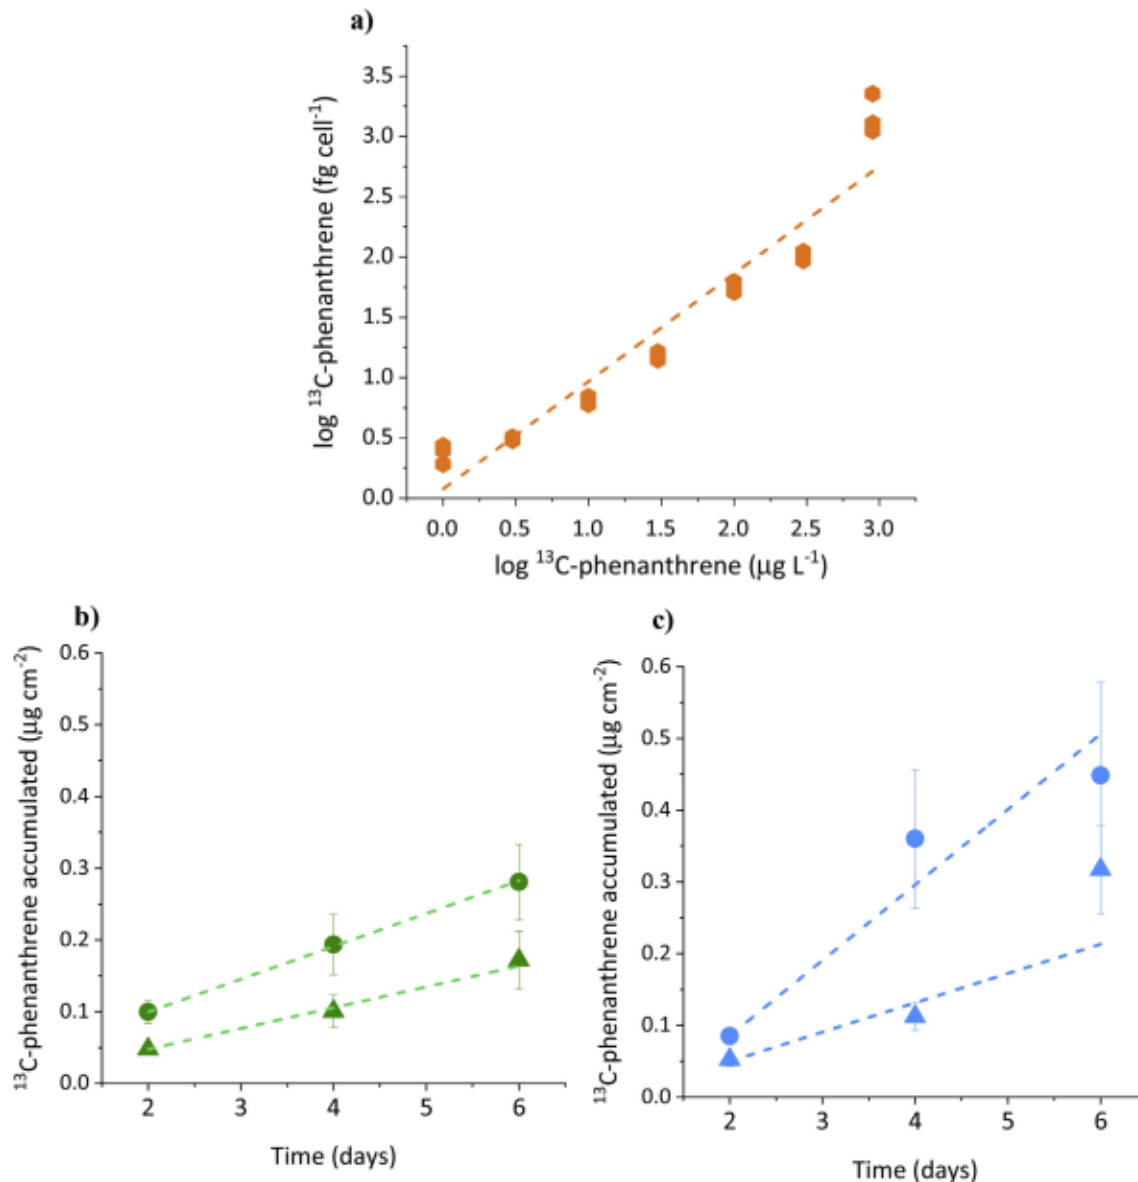 a)
log ¹³C-phenanthrene (fg cell⁻¹)
3.5
3.0
2.5
2.0
1.5
1.0
0.5
0.0
0.0 0.5 1.0 1.5 2.0 2.5 3.0
log ¹³C-phenanthrene (μg L⁻¹)
b)
¹³C-phenanthrene accumulated (μg cm⁻²)
0.6
0.5
0.4
0.3
0.2
0.1
0.0
2 3 4 5 6
Time (days)
c)
¹³C-phenanthrene accumulated (μg cm⁻²)
0.6
0.5
0.4
0.3
0.2
0.1
0.0
2 3 4 5 6
Time (days)